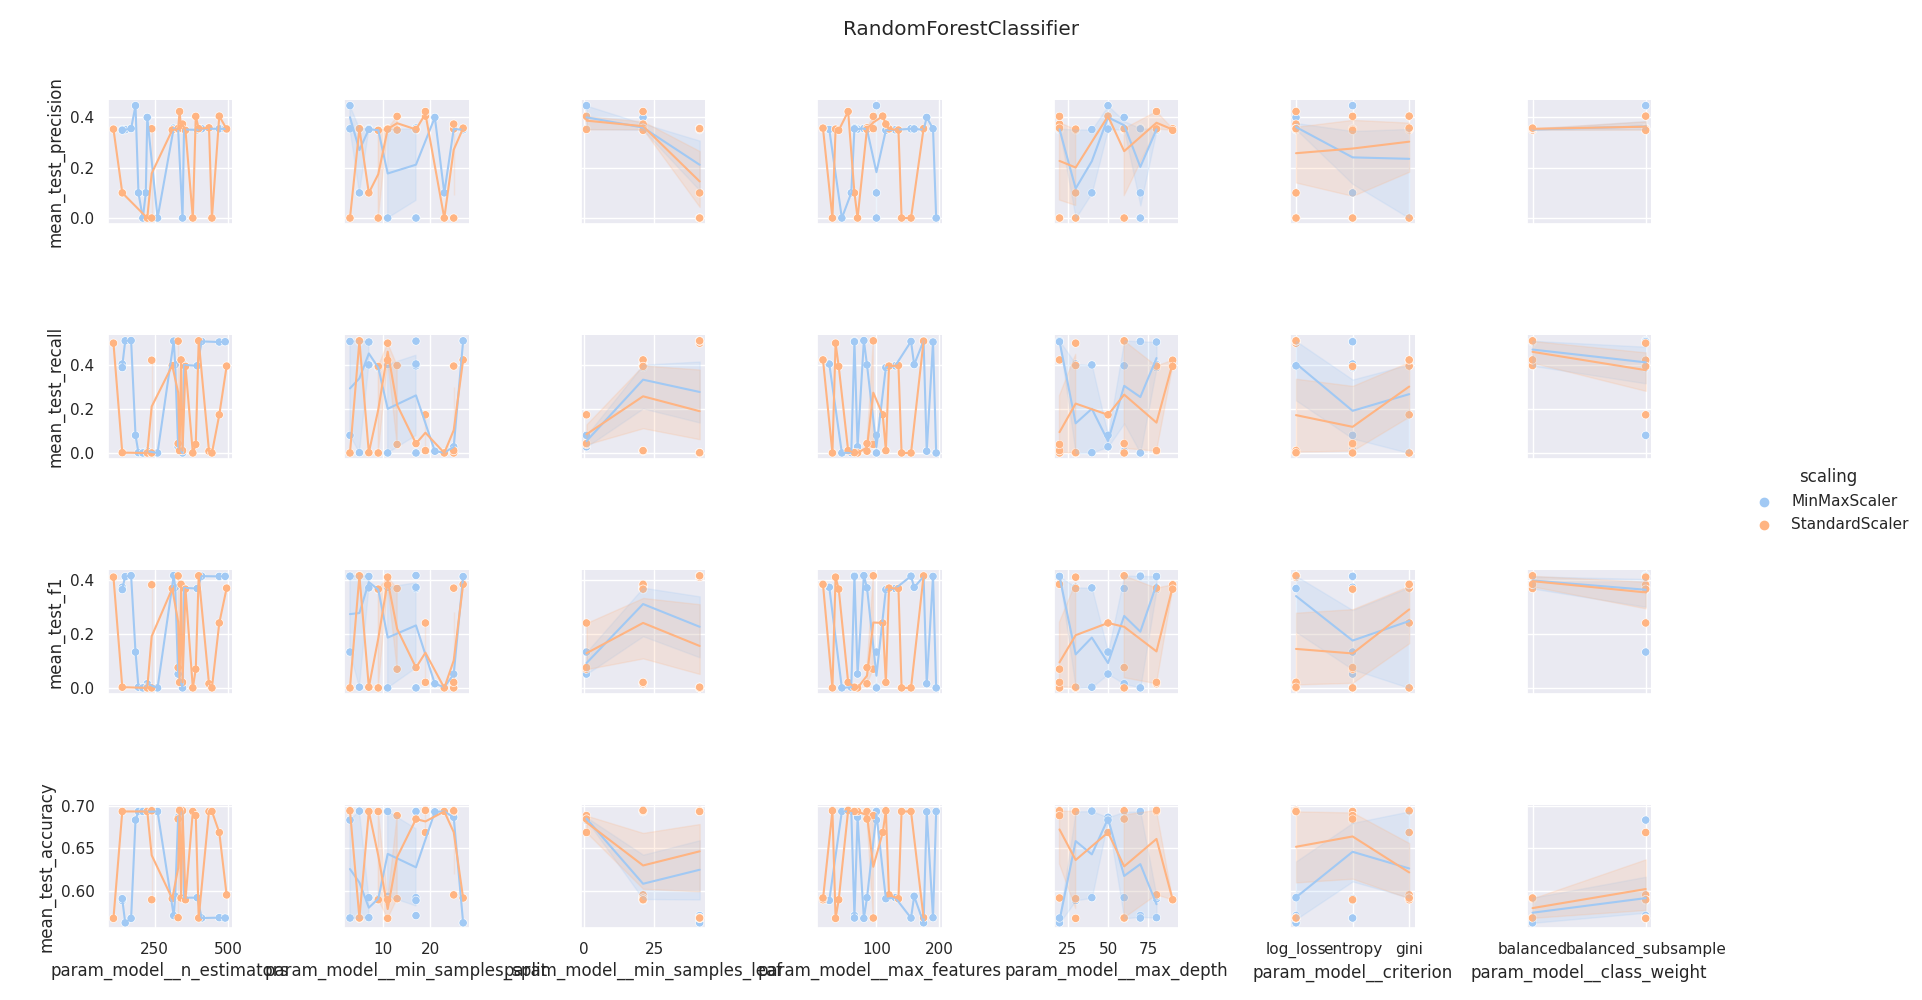 RandomForestClassifier
mean_test_precision
0.4
0.2
0.0
mean_test_recall
0.4
0.2
0.0
mean_test_f1
0.4
0.2
0.0
mean_test_accuracy
0.70
0.65
0.60
250 500
param_model__n_estimators
10 20
param_model__min_samples_split
0 25
param_model__min_samples_leaf
100 200
param_model__max_features
25 50 75
param_model__max_depth
log_loss entropy gini
param_model__criterion
balanced balanced_subsample
param_model__class_weight
scaling
MinMaxScaler
StandardScaler